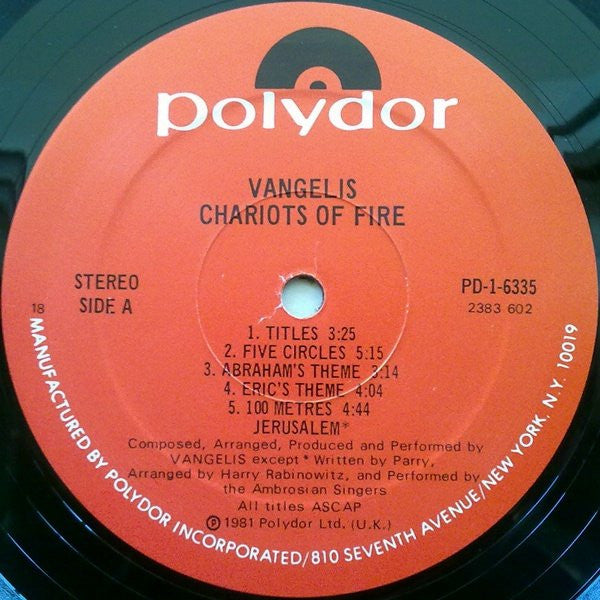 polydor
VANGELIS
CHARIOTS OF FIRE
STEREO
SIDE A
PD-1-6335
2383 602
18
1. TITLES 3:25
2. FIVE CIRCLES 5:15
3. ABRAHAM'S THEME 3:14
4. ERIC'S THEME 4:04
5. 100 METRES 4:44
JERUSALEM*
Composed, Arranged, Produced and Performed by
VANGELIS except * Written by Parry,
Arranged by Harry Rabinowitz, and Performed by
the Ambrosian Singers
All titles ASCAP
℗ 1981 Polydor Ltd. (U.K.)
MANUFACTURED BY POLYDOR INCORPORATED/810 SEVENTH AVENUE/NEW YORK, N.Y. 10019